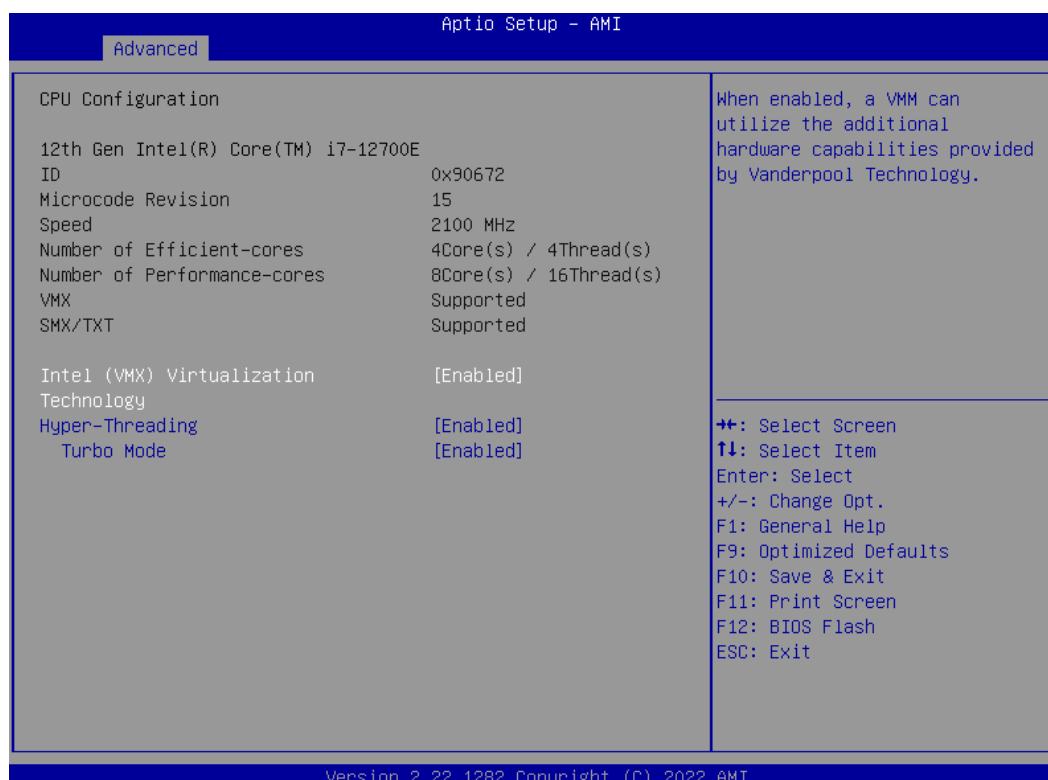 Aptio Setup - AMI
Advanced
CPU Configuration
12th Gen Intel(R) Core(TM) i7-12700E
ID 0x90672
Microcode Revision 15
Speed 2100 MHz
Number of Efficient-cores 4Core(s) / 4Thread(s)
Number of Performance-cores 8Core(s) / 16Thread(s)
VMX Supported
SMX/TXT Supported
Intel (VMX) Virtualization [Enabled]
Technology
Hyper-Threading [Enabled]
Turbo Mode [Enabled]
When enabled, a VMM can
utilize the additional
hardware capabilities provided
by Vanderpool Technology.
→←: Select Screen
↑↓: Select Item
Enter: Select
+/-: Change Opt.
F1: General Help
F9: Optimized Defaults
F10: Save & Exit
F11: Print Screen
F12: BIOS Flash
ESC: Exit
Version 2.22.1282 Copyright (C) 2022 AMI